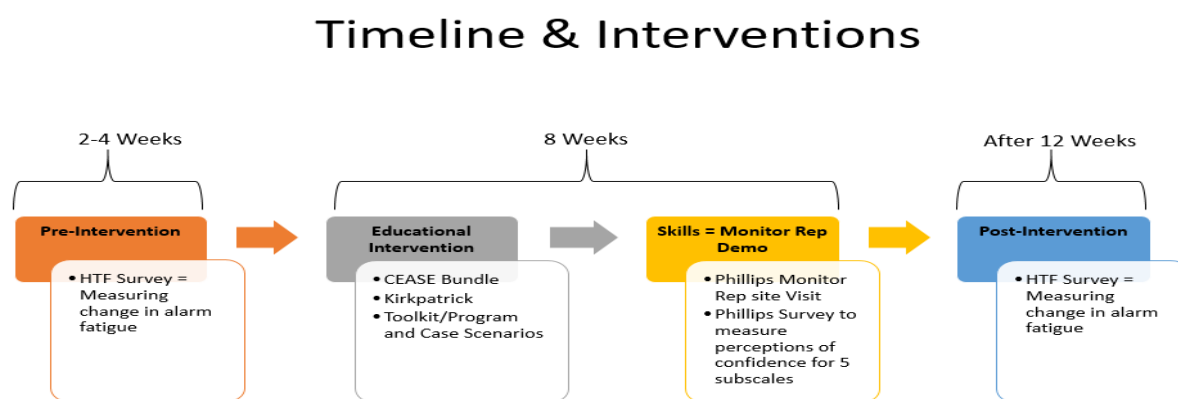 Timeline & Interventions
2-4 Weeks
8 Weeks
After 12 Weeks
Pre-Intervention
• HTF Survey =
Measuring
change in alarm
fatigue
Educational
Intervention
• CEASE Bundle
• Kirkpatrick
• Toolkit/Program
and Case Scenarios
Skills = Monitor Rep
Demo
• Phillips Monitor
Rep site Visit
• Phillips Survey to
measure
perceptions of
confidence for 5
subscales
Post-Intervention
• HTF Survey =
Measuring
change in alarm
fatigue